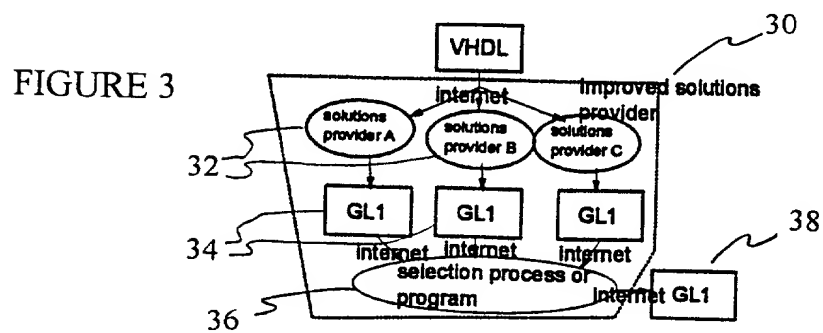 30
VHDL
FIGURE 3
internet
Improved solutions
provider
solutions
provider A
solutions
provider B
solutions
provider C
32
GL1
GL1
GL1
34
internet
internet
internet
38
selection process or
program
internet
GL1
36